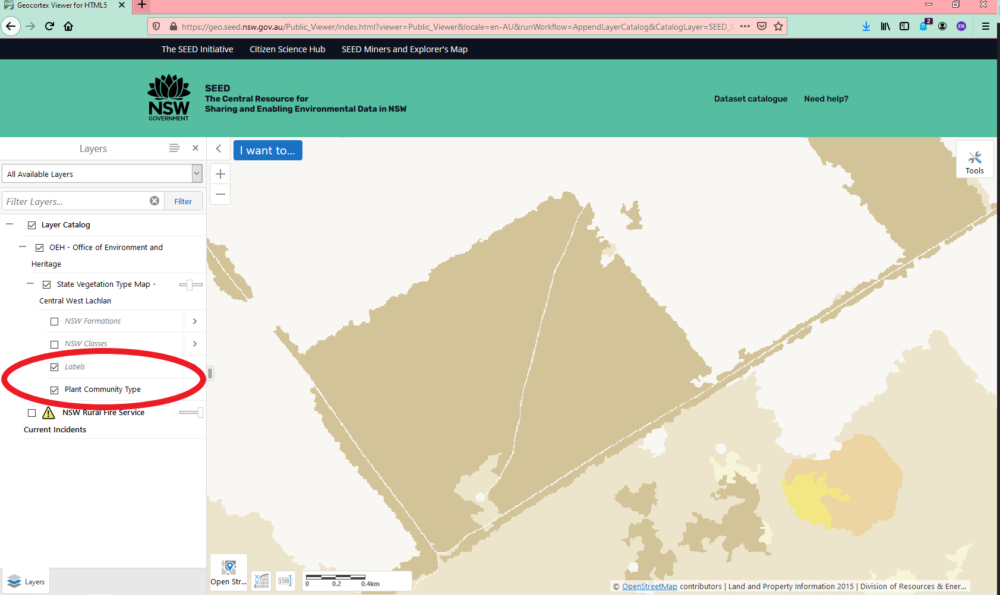 Geocortex Viewer for HTML5
https://geo.seed.nsw.gov.au/Public_Viewer/index.html?viewer=Public_Viewer&locale=en-AU&runWorkflow=AppendLayerCatalog&CatalogLayer=SEED_
2
EN
The SEED Initiative
Citizen Science Hub
SEED Miners and Explorer's Map
NSW
GOVERNMENT
SEED
The Central Resource for
Sharing and Enabling Environmental Data in NSW
Dataset catalogue
Need help?
Layers
I want to...
Tools
All Available Layers
Filter Layers...
Filter
Layer Catalog
OEH - Office of Environment and
Heritage
State Vegetation Type Map -
Central West Lachlan
NSW Formations
NSW Classes
Labels
Plant Community Type
NSW Rural Fire Service
Current Incidents
Layers
Open Str...
1:500
0 0.2 0.4km
© OpenStreetMap contributors | Land and Property Information 2015 | Division of Resources & Ener...